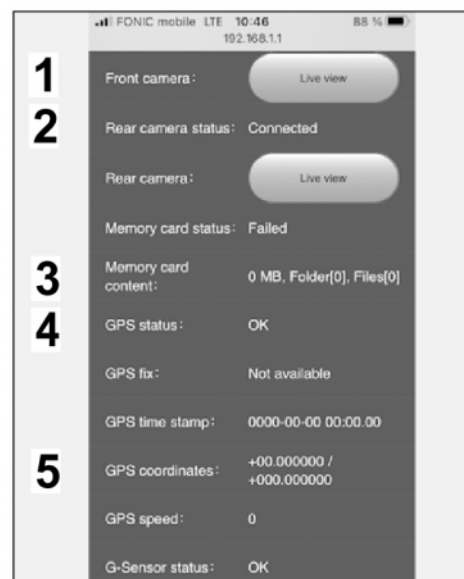 FONIC mobile LTE 10:46 88 %
192.168.1.1
1 Front camera: Live view
2 Rear camera status: Connected
Rear camera: Live view
Memory card status: Failed
3 Memory card
content: 0 MB, Folder[0], Files[0]
4 GPS status: OK
GPS fix: Not available
GPS time stamp: 0000-00-00 00:00.00
5 GPS coordinates: +00.000000 /
+000.000000
GPS speed: 0
G-Sensor status: OK